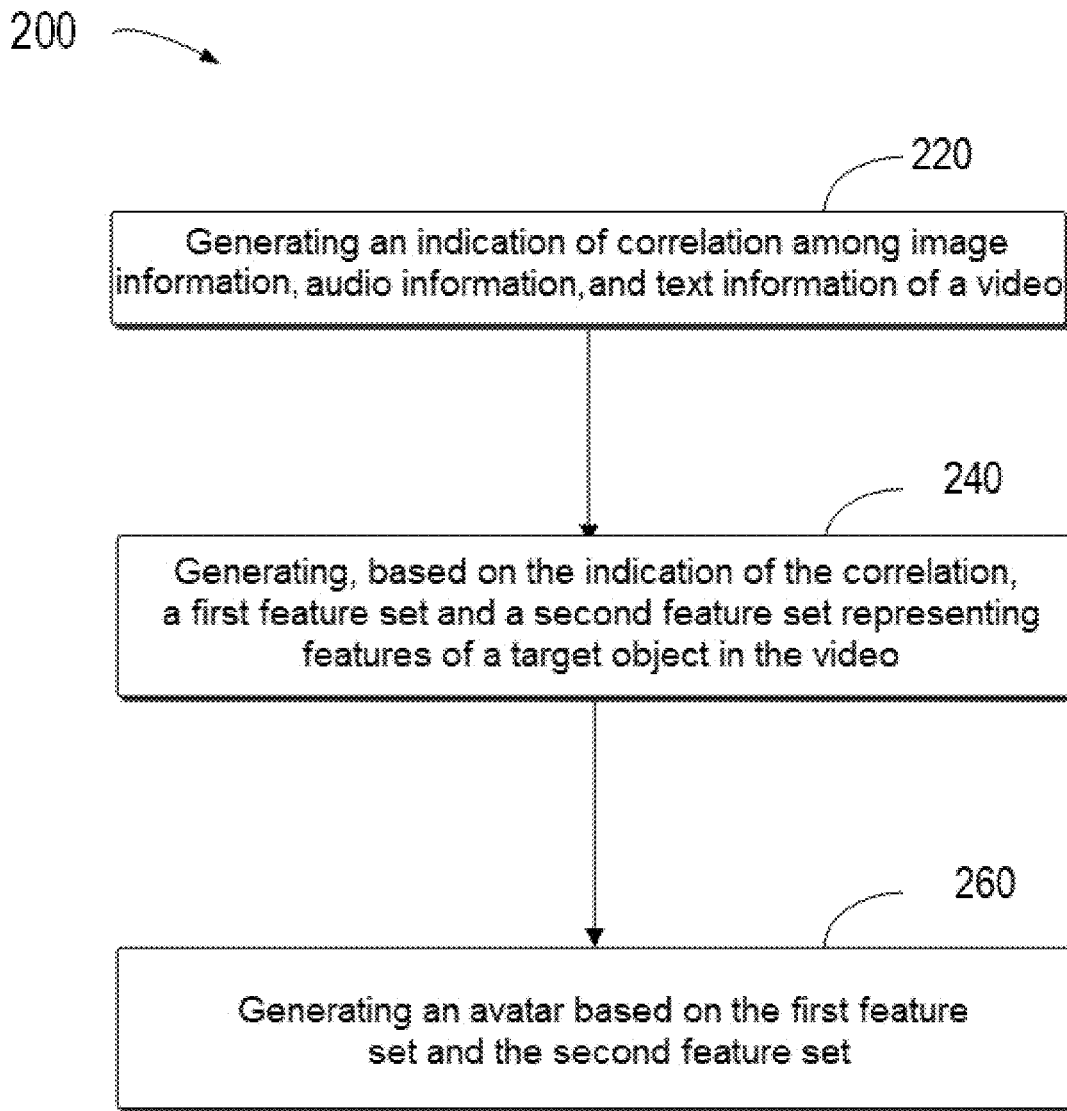 200
220
Generating an indication of correlation among image
information, audio information, and text information of a video
240
Generating, based on the indication of the correlation,
a first feature set and a second feature set representing
features of a target object in the video
260
Generating an avatar based on the first feature
set and the second feature set